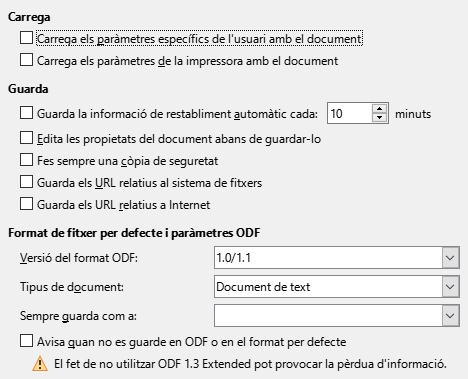 Carrega
Carrega els paràmetres específics de l'usuari amb el document
Carrega els paràmetres de la impressora amb el document
Guarda
Guarda la informació de restabliment automàtic cada: 10 minuts
Edita les propietats del document abans de guardar-lo
Fes sempre una còpia de seguretat
Guarda els URL relatius al sistema de fitxers
Guarda els URL relatius a Internet
Format de fitxer per defecte i paràmetres ODF
Versió del format ODF: 1.0/1.1
Tipus de document: Document de text
Sempre guarda com a:
Avisa quan no es guarde en ODF o en el format per defecte
El fet de no utilitzar ODF 1.3 Extended pot provocar la pèrdua d'informació.